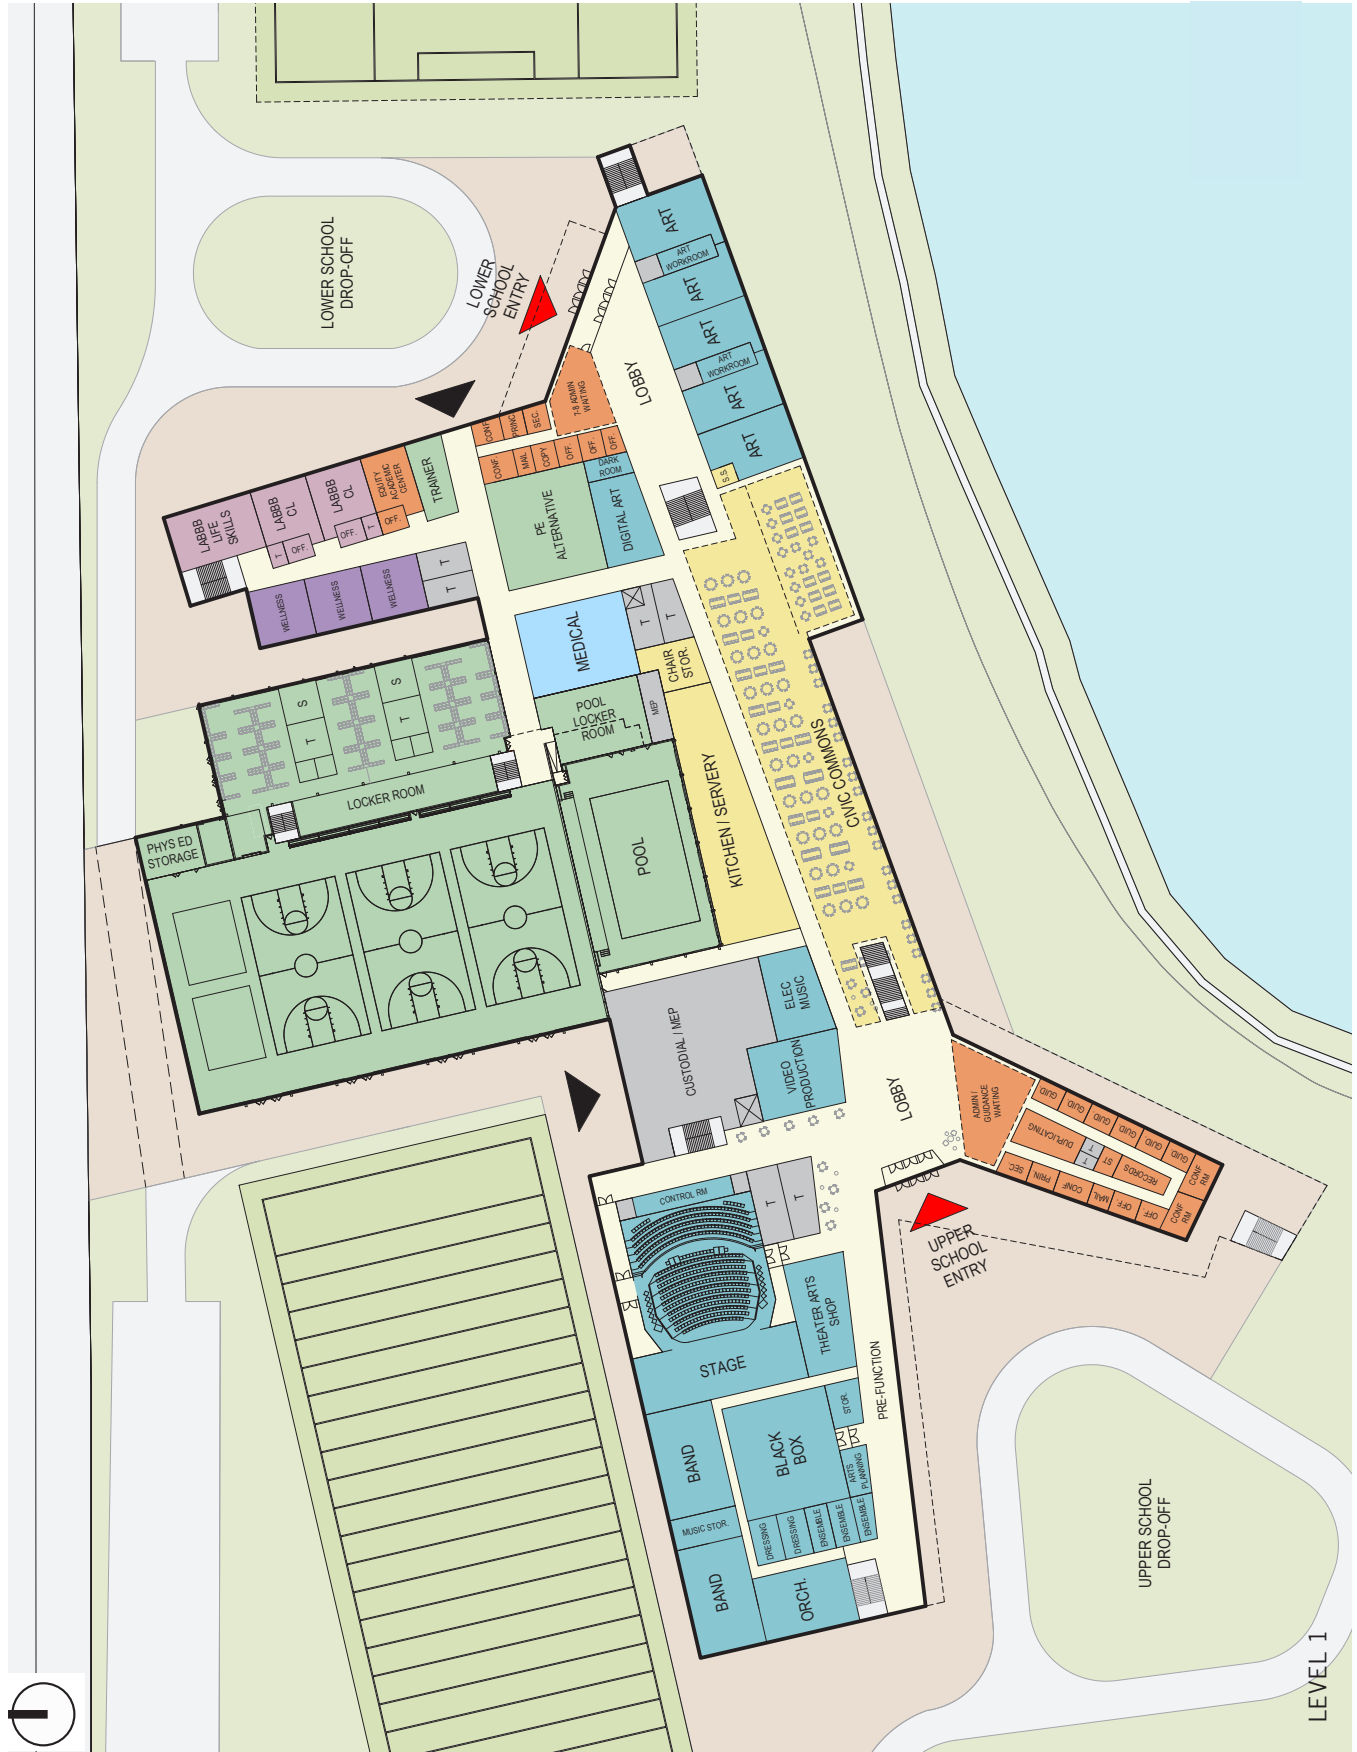 LOWER SCHOOL
DROP-OFF
LOWER
SCHOOL
ENTRY
ART
ART
WORKROOM
ART
ART
ART
WORKROOM
ART
ART
S.S
LOBBY
7-8 ADMIN
WAITING
CONF
PRINC
SEC.
CONF.
MAIL
COPY
OFF.
OFF.
OFF.
DARK
ROOM
DIGITAL ART
PE
ALTERNATIVE
TRAINER
EQUITY
ACADEMIC
CENTER
OFF.
LABBB
CL
OFF.
T
LABBB
CL
T
OFF.
LABBB
LIFE
SKILLS
WELLNESS
WELLNESS
WELLNESS
T
T
MEDICAL
T
T
CHAIR
STOR.
MEP
POOL
LOCKER
ROOM
S
T
S
T
LOCKER ROOM
PHYS ED
STORAGE
POOL
KITCHEN / SERVERY
CIVIC COMMONS
CUSTODIAL / MEP
ELEC
MUSIC
VIDEO
PRODUCTION
LOBBY
ADMIN /
GUIDANCE
WAITING
GUID
GUID
GUID
GUID
GUID
GUID
DUPLICATING
T
T
ST
RECORDS
SEC.
PRIN.
CONF
MAIL
OFF
OFF.
CONF
RM
CONF
RM
UPPER
SCHOOL
ENTRY
CONTROL RM
T
T
THEATER ARTS
SHOP
STAGE
PRE-FUNCTION
STOR.
BLACK
BOX
ARTS
PLANNING
BAND
MUSIC STOR.
DRESSING
DRESSING
ENSEMBLE
ENSEMBLE
ENSEMBLE
BAND
ORCH.
UPPER SCHOOL
DROP-OFF
LEVEL 1